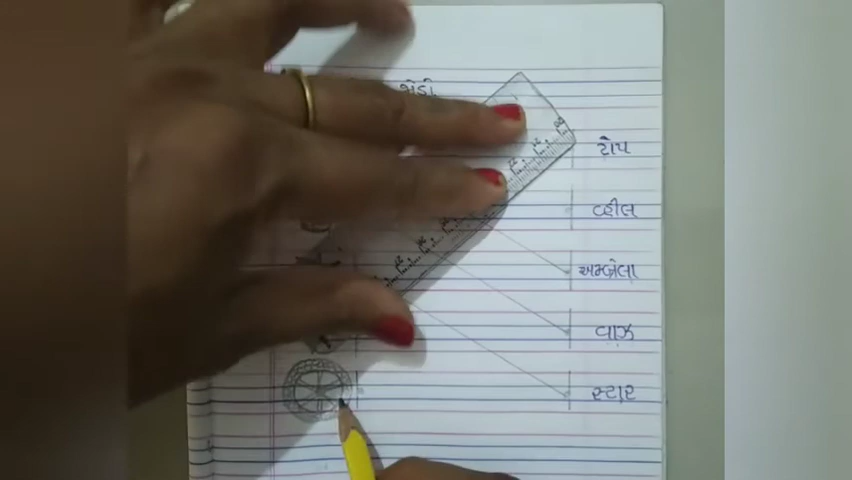 જોડો
ટોપ
વ્હીલ
અમ્બ્રેલા
વાઝ
સ્ટાર